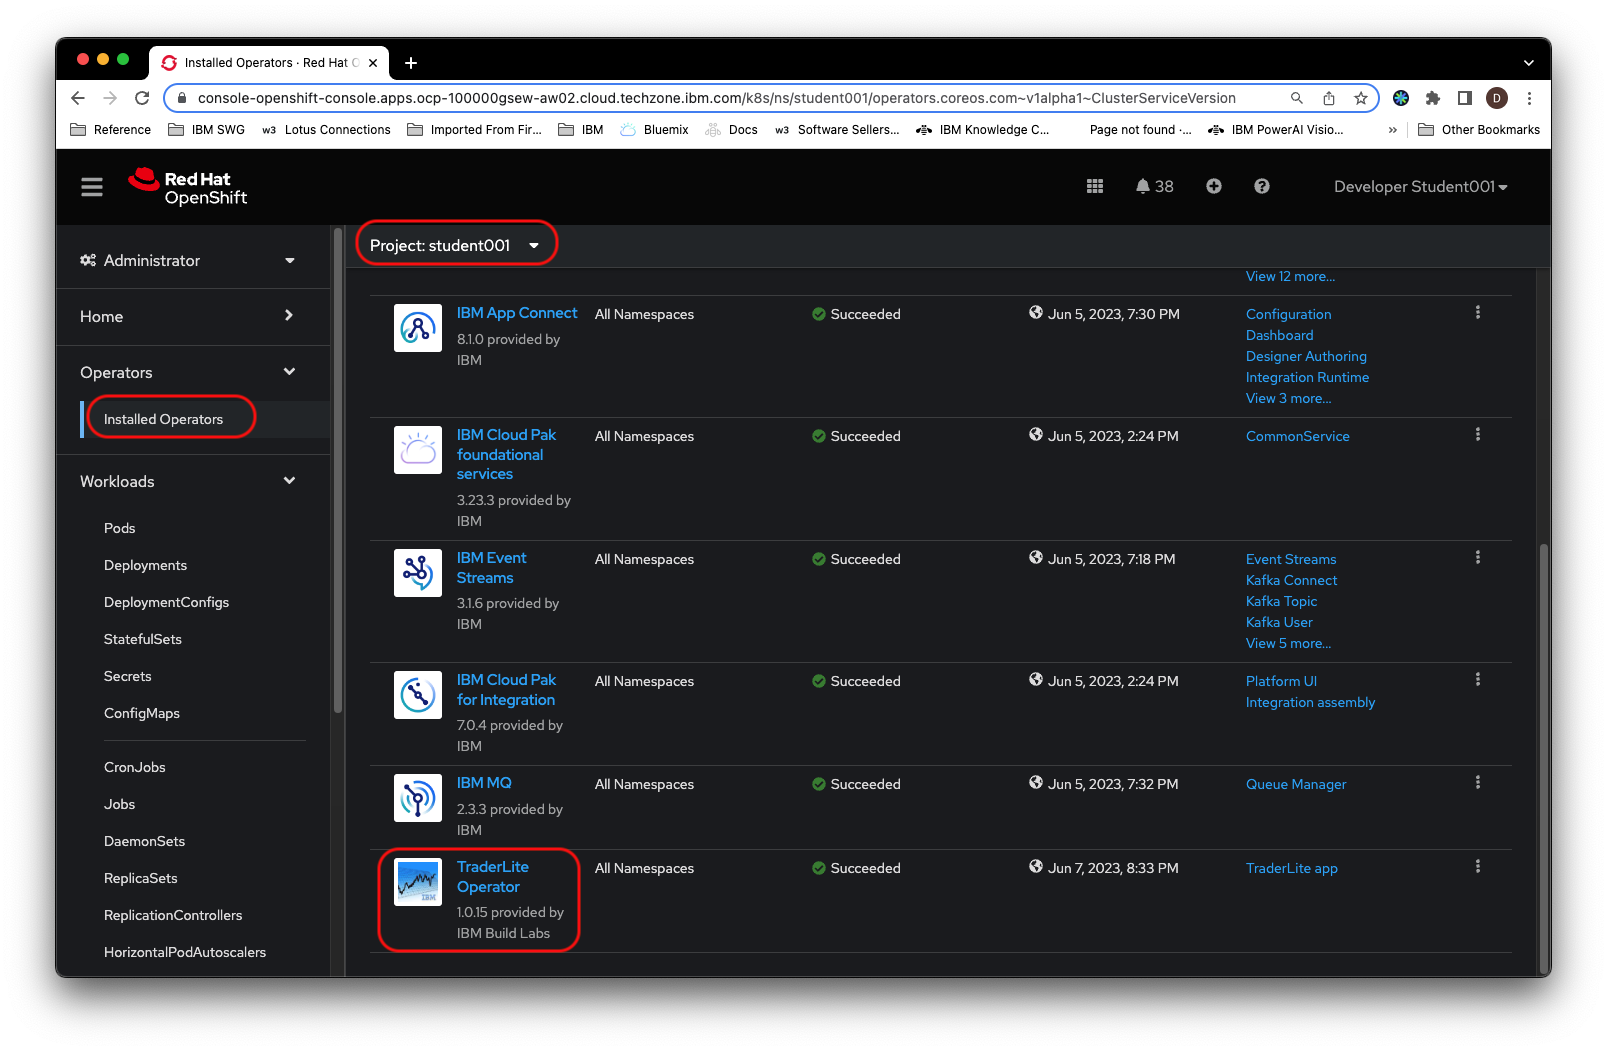 Installed Operators · Red Hat O
console-openshift-console.apps.ocp-100000gsew-aw02.cloud.techzone.ibm.com/k8s/ns/student001/operators.coreos.com~v1alpha1~ClusterServiceVersion
D
Reference
IBM SWG
w3 Lotus Connections
Imported From Fir...
IBM
Bluemix
Docs
w3 Software Sellers...
IBM Knowledge C...
Page not found ·...
IBM PowerAI Visio...
»
Other Bookmarks
Red Hat
OpenShift
38
Developer Student001
Administrator
Home
Operators
Installed Operators
Workloads
Pods
Deployments
DeploymentConfigs
StatefulSets
Secrets
ConfigMaps
CronJobs
Jobs
DaemonSets
ReplicaSets
ReplicationControllers
HorizontalPodAutoscalers
Project: student001
View 12 more...
IBM App Connect
8.1.0 provided by
IBM
All Namespaces
Succeeded
Jun 5, 2023, 7:30 PM
Configuration
Dashboard
Designer Authoring
Integration Runtime
View 3 more...
IBM Cloud Pak
foundational
services
3.23.3 provided by
IBM
All Namespaces
Succeeded
Jun 5, 2023, 2:24 PM
CommonService
IBM Event
Streams
3.1.6 provided by
IBM
All Namespaces
Succeeded
Jun 5, 2023, 7:18 PM
Event Streams
Kafka Connect
Kafka Topic
Kafka User
View 5 more...
IBM Cloud Pak
for Integration
7.0.4 provided by
IBM
All Namespaces
Succeeded
Jun 5, 2023, 2:24 PM
Platform UI
Integration assembly
IBM MQ
2.3.3 provided by
IBM
All Namespaces
Succeeded
Jun 5, 2023, 7:32 PM
Queue Manager
IBM
TraderLite
Operator
1.0.15 provided by
IBM Build Labs
All Namespaces
Succeeded
Jun 7, 2023, 8:33 PM
TraderLite app